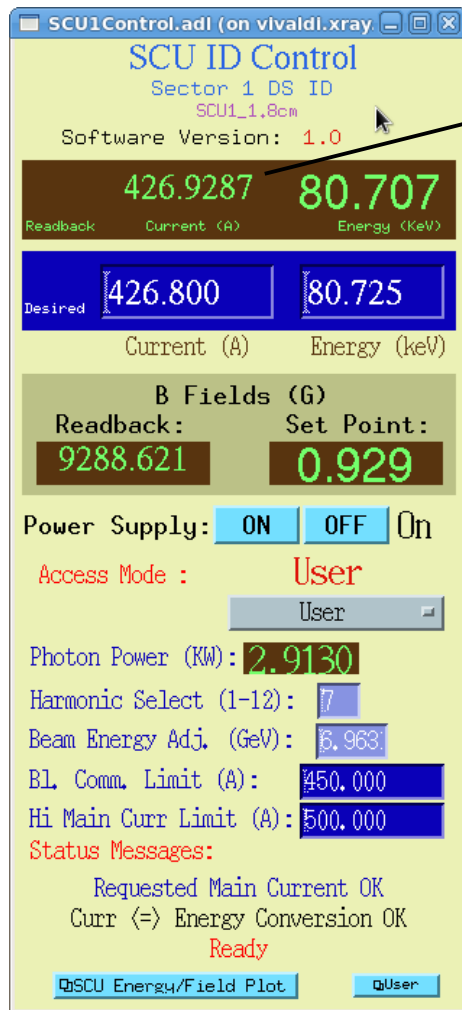 SCU1Control.adl (on vivaldi.xray.
SCU ID Control
Sector 1 DS ID
SCU1_1.8cm
Software Version: 1.0
426.9287 80.707
Readback Current (A) Energy (KeV)
Desired 426.800 80.725
Current (A) Energy (keV)
B Fields (G)
Readback: Set Point:
9288.621 0.929
Power Supply: ON OFF On
Access Mode : User
User
Photon Power (KW): 2.9130
Harmonic Select (1-12): 7
Beam Energy Adj. (GeV): 6.963
Bl. Comm. Limit (A): 450.000
Hi Main Curr Limit (A): 500.000
Status Messages:
Requested Main Current OK
Curr <=> Energy Conversion OK
Ready
SCU Energy/Field Plot User